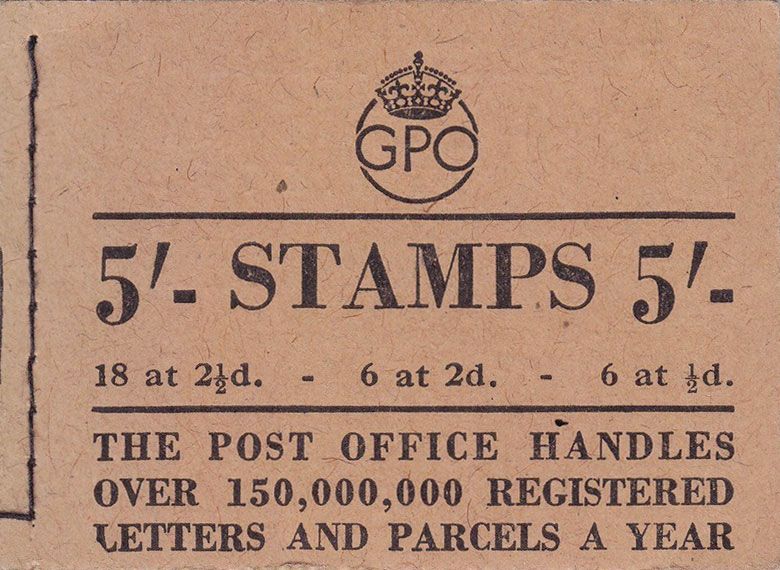 GPO
5/- STAMPS 5/-
18 at 2½d. - 6 at 2d. - 6 at ½d.
THE POST OFFICE HANDLES
OVER 150,000,000 REGISTERED
LETTERS AND PARCELS A YEAR